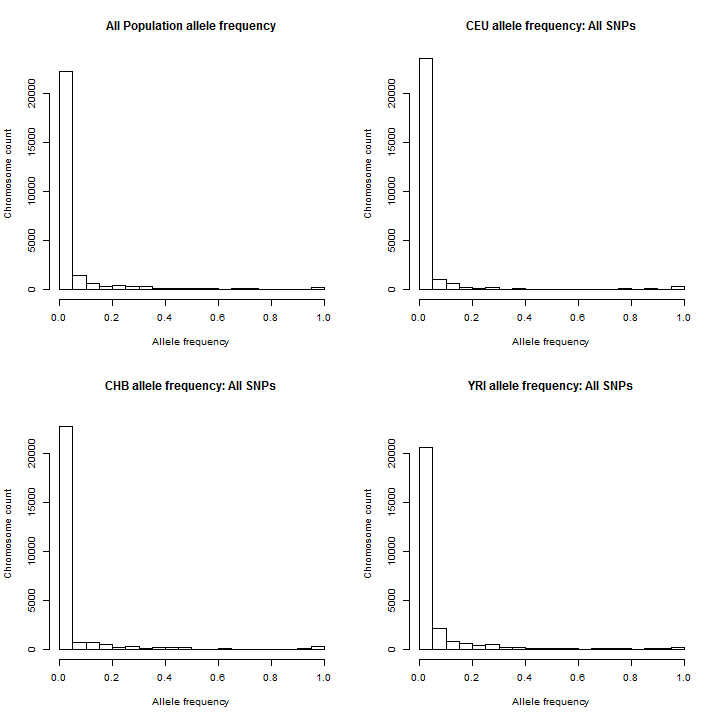 All Population allele frequency
Chromosome count
20000
15000
10000
5000
0
0.0 0.2 0.4 0.6 0.8 1.0
Allele frequency
CEU allele frequency: All SNPs
Chromosome count
20000
15000
10000
5000
0
0.0 0.2 0.4 0.6 0.8 1.0
Allele frequency
CHB allele frequency: All SNPs
Chromosome count
20000
15000
10000
5000
0
0.0 0.2 0.4 0.6 0.8 1.0
Allele frequency
YRI allele frequency: All SNPs
Chromosome count
20000
15000
10000
5000
0
0.0 0.2 0.4 0.6 0.8 1.0
Allele frequency